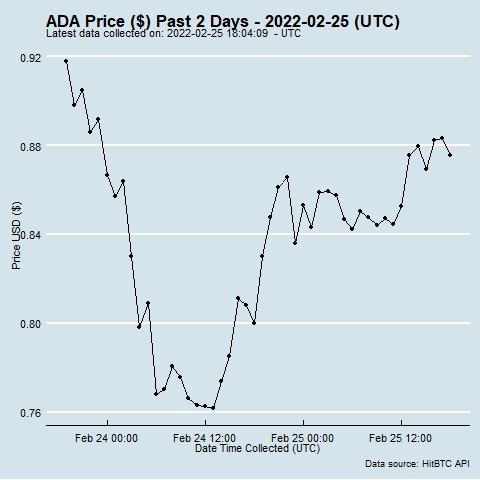 ADA Price ($) Past 2 Days - 2022-02-25 (UTC)
Latest data collected on: 2022-02-25 18:04:09 - UTC
0.92
0.88
0.84
0.80
0.76
Price USD ($)
Feb 24 00:00 Feb 24 12:00 Feb 25 00:00 Feb 25 12:00
Date Time Collected (UTC)
Data source: HitBTC API